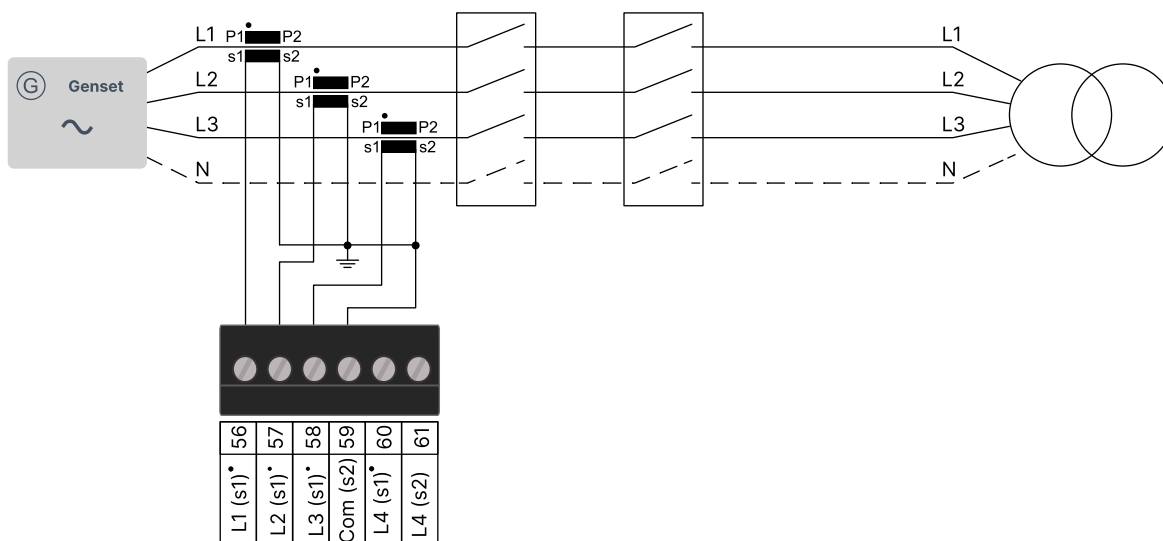 L1 P1 P2 L1
s1 s2
G Genset L2 P1 P2 L2
s1 s2
L3 P1 P2 L3
s1 s2
N N
56 57 58 59 60 61
L1 (s1)•
L2 (s1)•
L3 (s1)•
Com (s2)
L4 (s1)•
L4 (s2)